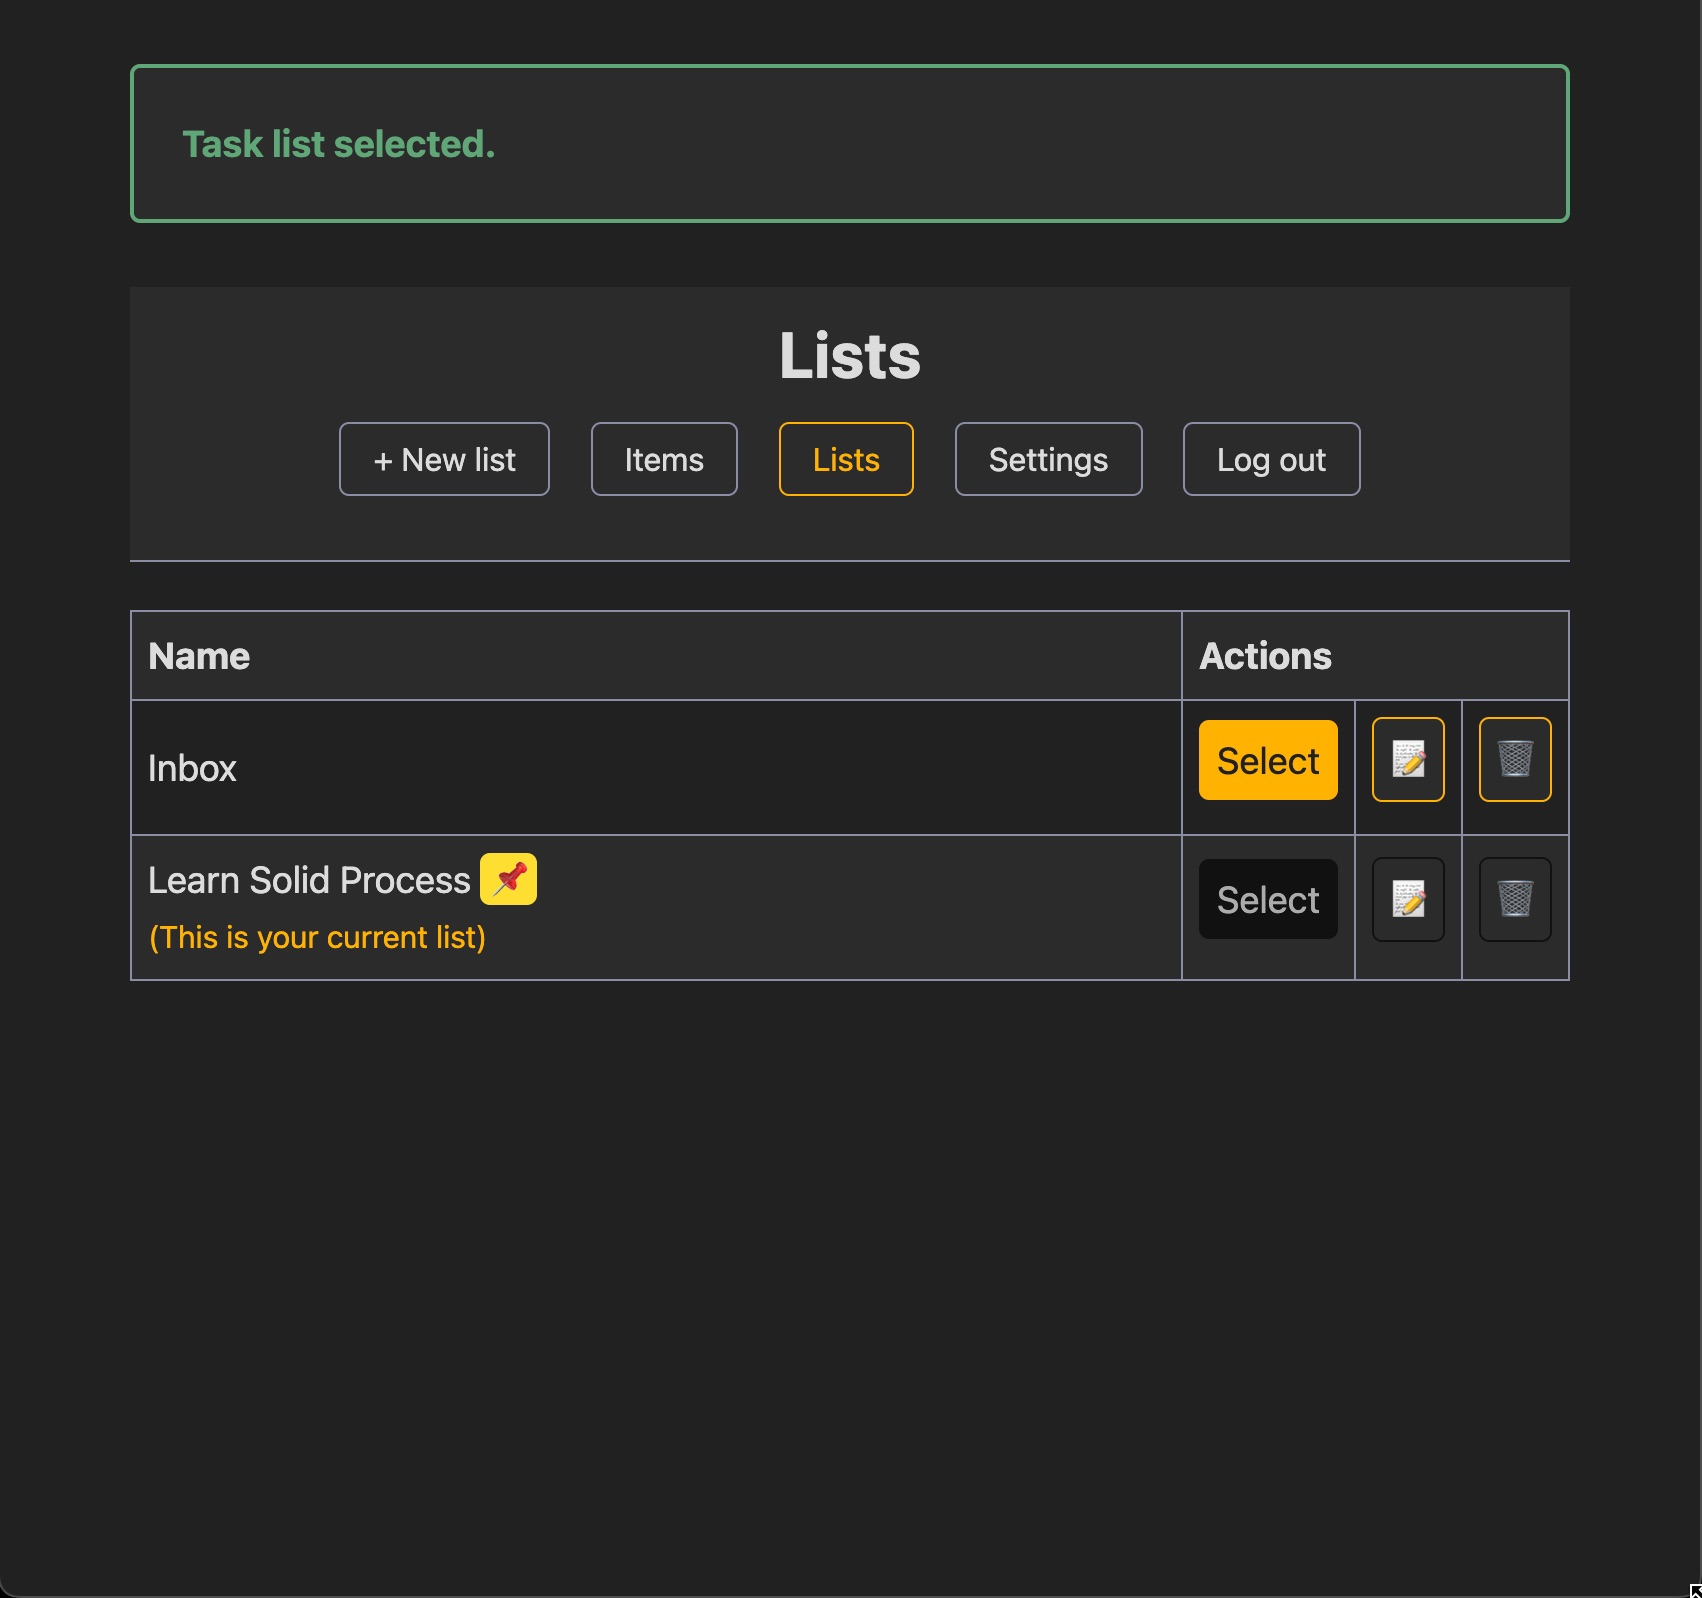 Task list selected.
Lists
+ New list
Items
Lists
Settings
Log out
Name
Actions
Inbox
Select
Learn Solid Process
(This is your current list)
Select